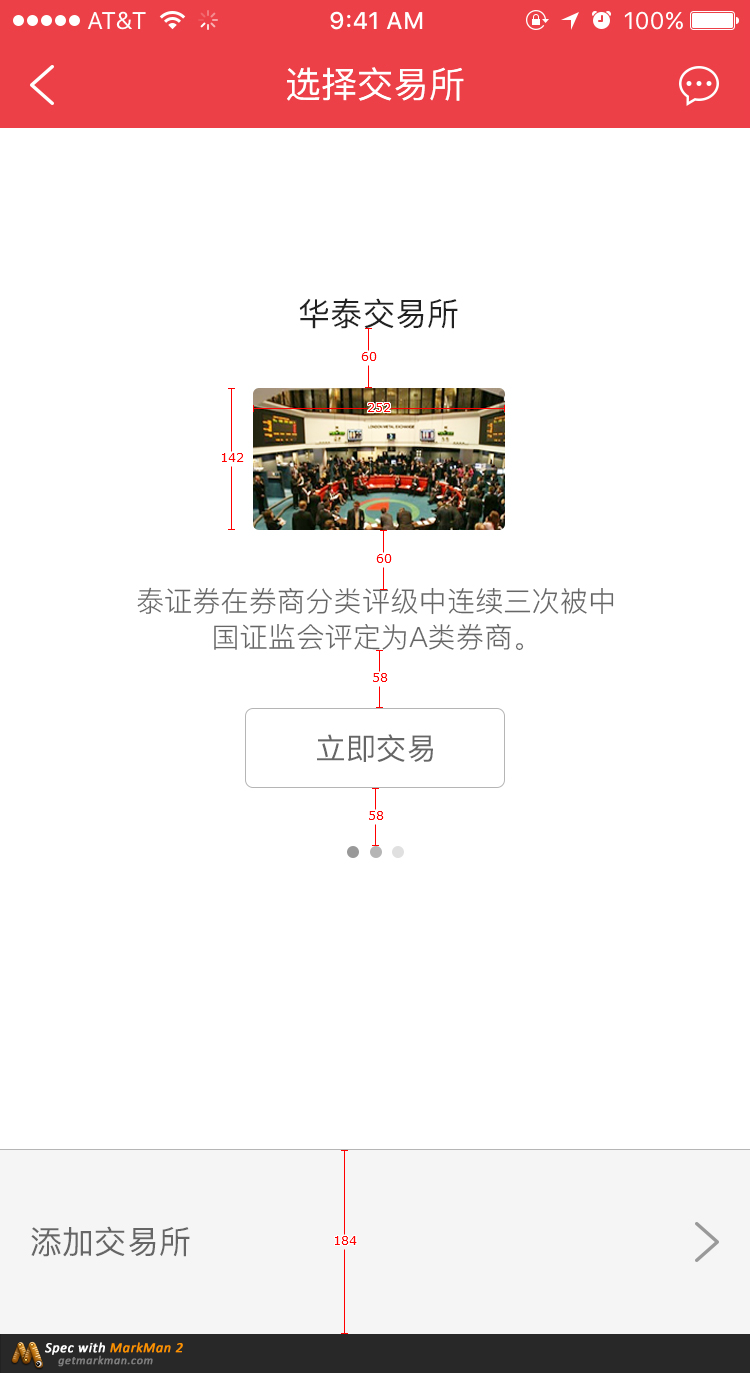 AT&T 9:41 AM 100%
选择交易所
华泰交易所
60
252
LONDON METAL EXCHANGE
142
60
泰证券在券商分类评级中连续三次被中
国证监会评定为A类券商。
58
立即交易
58
添加交易所
184
Spec with MarkMan 2
getmarkman.com